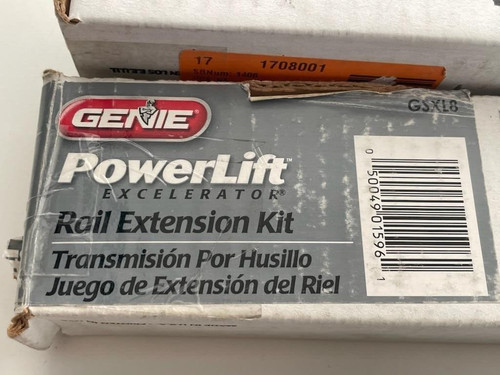 17 1708001
GSXL8
GENIE
PowerLift™
EXCELERATOR®
Rail Extension Kit
Transmisión Por Husillo
Juego de Extensión del Riel
0 50049 01596 1